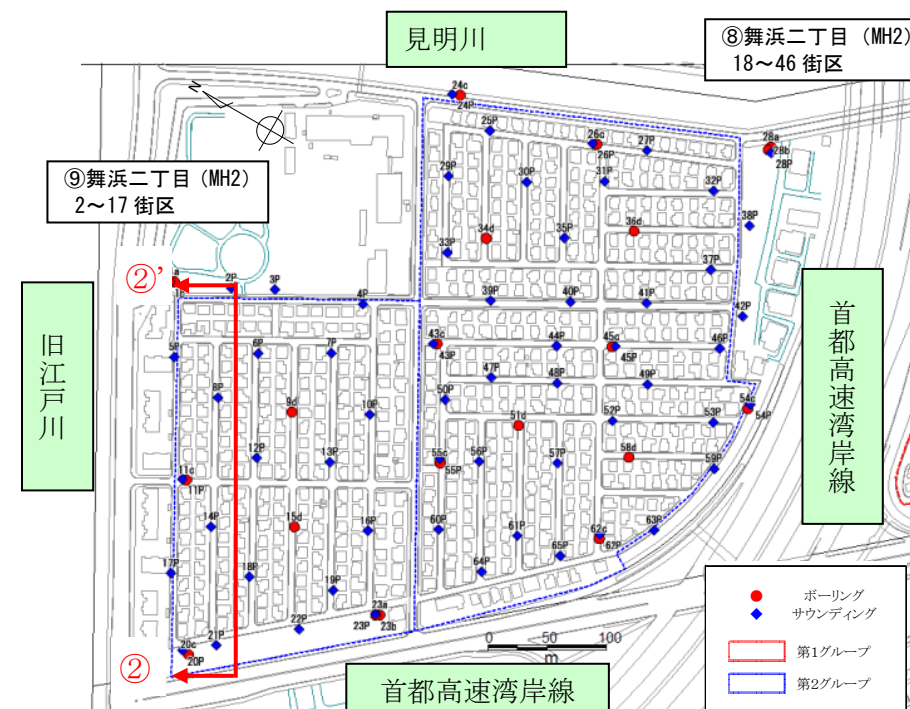 見明川
⑧舞浜二丁目（MH2)
18～46 街区
N
⑨舞浜二丁目（MH2)
2～17 街区
24c
24P
25P
26c
26P
27P
28a
28b
28P
29P
30P
31P
32P
33P
34d
35P
36d
37P
38P
②’
a
1P
2P
3P
4P
39P
40P
41P
42P
旧江戸川
首都高速湾岸線
5P
6P
7P
8P
9d
10P
43c
43P
44P
45c
45P
46P
47P
48P
49P
50P
51d
52P
53P
54c
54P
11c
11P
12P
13P
55c
55P
56P
57P
58d
59P
14P
15d
16P
60P
61P
62c
62P
63P
17P
18P
19P
64P
65P
20c
20P
21P
22P
23P
23a
23b
②
0 50 100
m
首都高速湾岸線
ボーリング
サウンディング
第1グループ
第2グループ